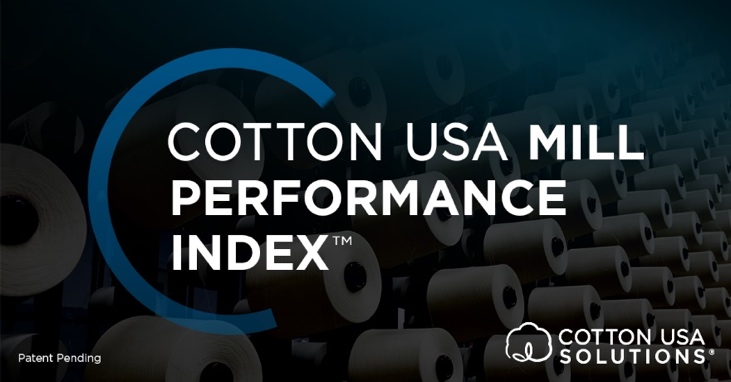 COTTON USA MILL
PERFORMANCE
INDEX™
Patent Pending
COTTON USA
SOLUTIONS®